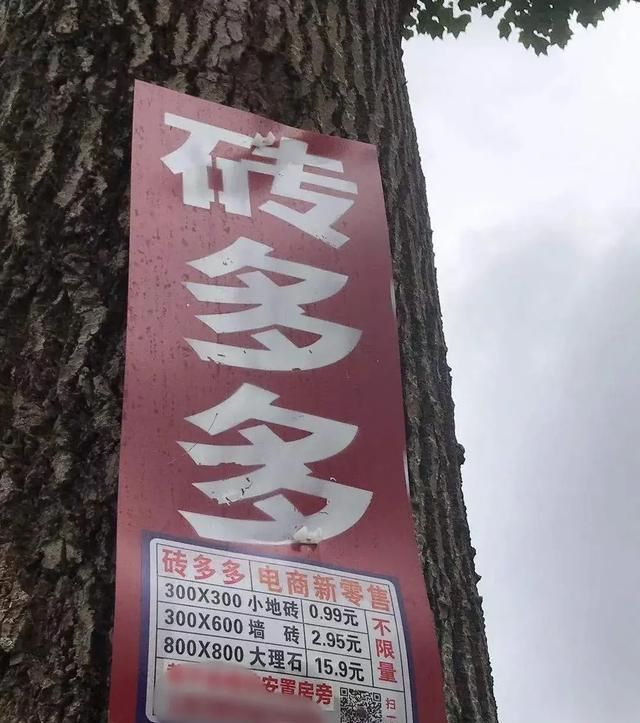 砖多多
砖多多 电商新零售
300X300 小地砖 0.99元
300X600 墙 砖 2.95元
800X800 大理石 15.9元
不限量
安置房旁
扫一